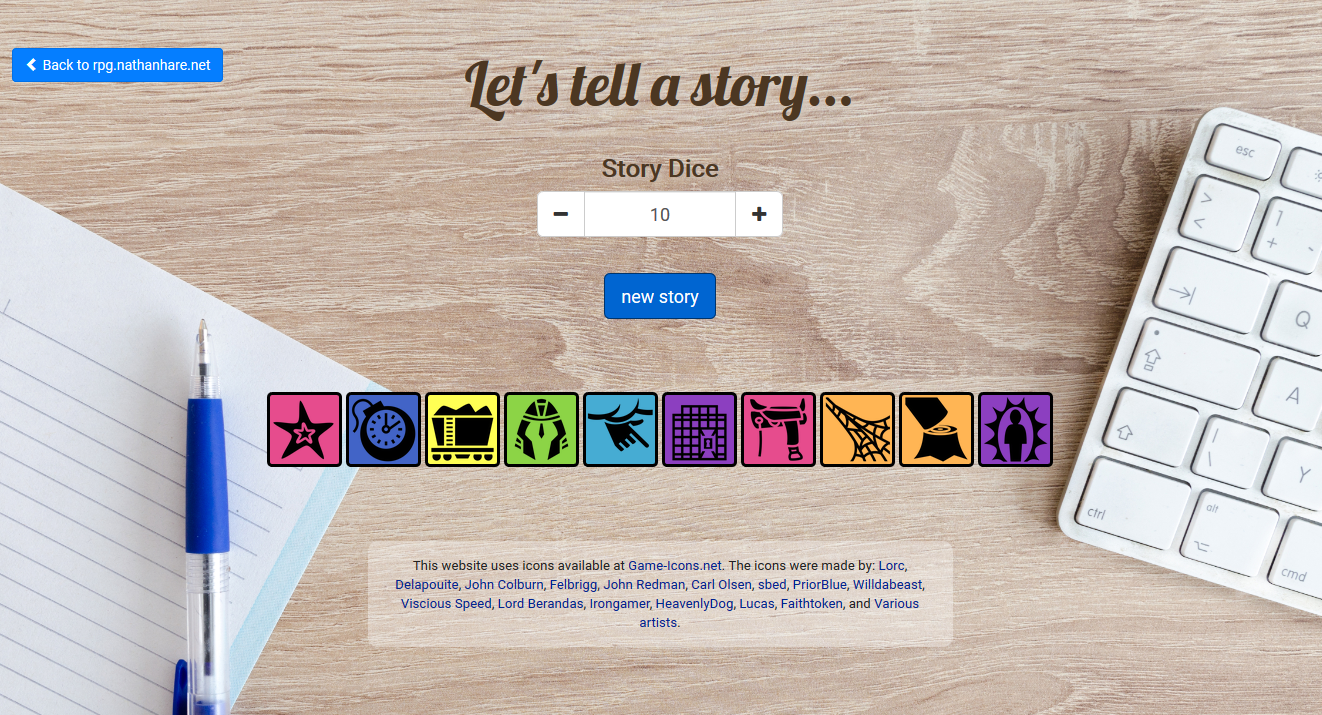 Back to rpg.nathanhare.net
Let's tell a story...
Story Dice
10
new story
This website uses icons available at Game-Icons.net. The icons were made by: Lorc,
Delapouite, John Colburn, Felbrigg, John Redman, Carl Olsen, sbed, PriorBlue, Willdabeast,
Viscious Speed, Lord Berandas, Irongamer, HeavenlyDog, Lucas, Faithtoken, and Various
artists.
esc
> 1
< +
Q
A
Y
|
\
ctrl
alt
cmd